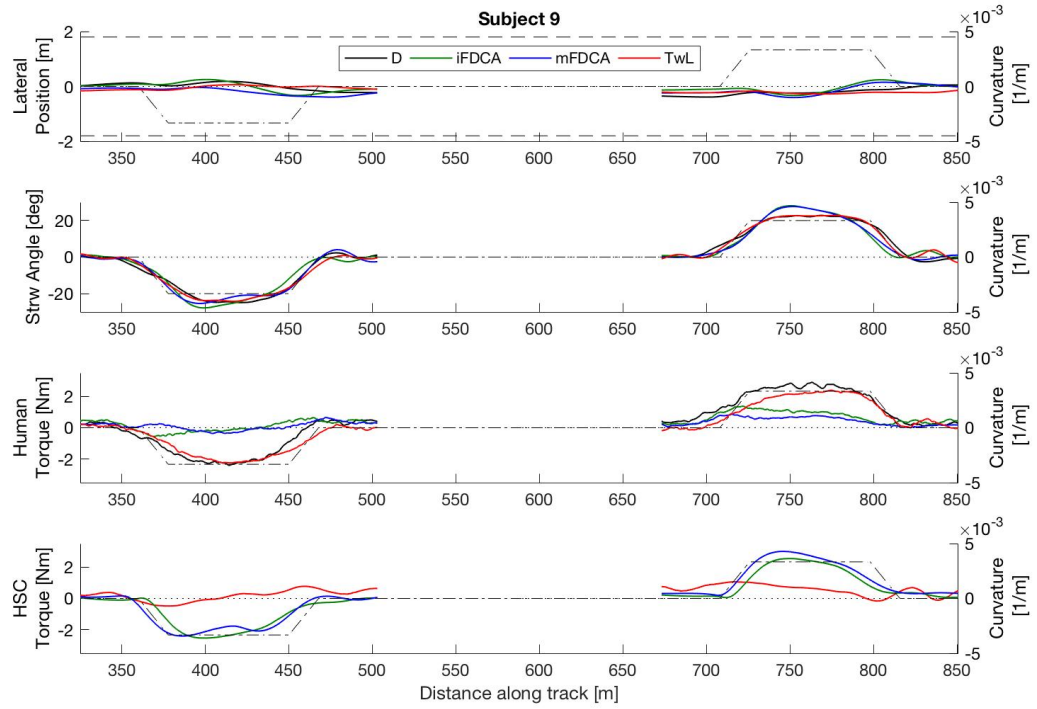 Subject 9
×10⁻³
2
0
-2
Lateral
Position [m]
D
iFDCA
mFDCA
TwL
5
0
-5
Curvature
[1/m]
350 400 450 500 550 600 650 700 750 800 850
×10⁻³
20
0
-20
Strw Angle [deg]
5
0
-5
Curvature
[1/m]
350 400 450 500 550 600 650 700 750 800 850
×10⁻³
2
0
-2
Human
Torque [Nm]
5
0
-5
Curvature
[1/m]
350 400 450 500 550 600 650 700 750 800 850
×10⁻³
2
0
-2
HSC
Torque [Nm]
5
0
-5
Curvature
[1/m]
350 400 450 500 550 600 650 700 750 800 850
Distance along track [m]